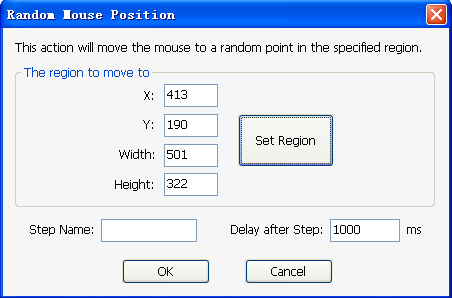 Random Mouse Position
This action will move the mouse to a random point in the specified region.
The region to move to
X: 413
Y: 190
Width: 501
Height: 322
Set Region
Step Name: Delay after Step: 1000 ms
OK Cancel